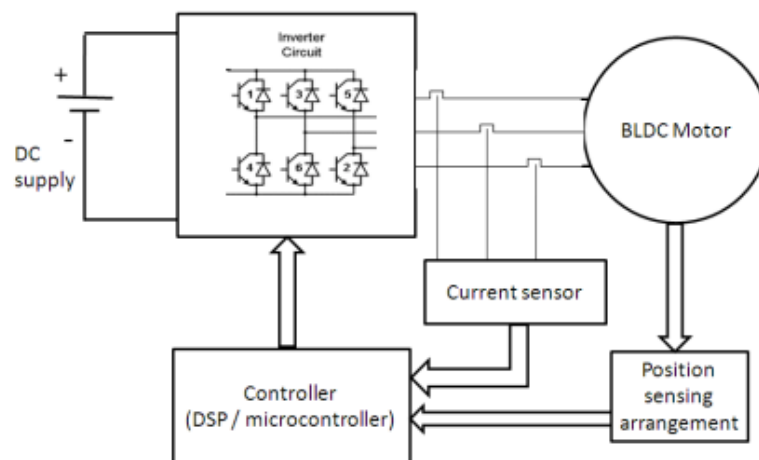 Inverter
Circuit
+
1 3 5
BLDC Motor
-
DC
supply
4 6 2
Current sensor
Controller
(DSP / microcontroller)
Position
sensing
arrangement